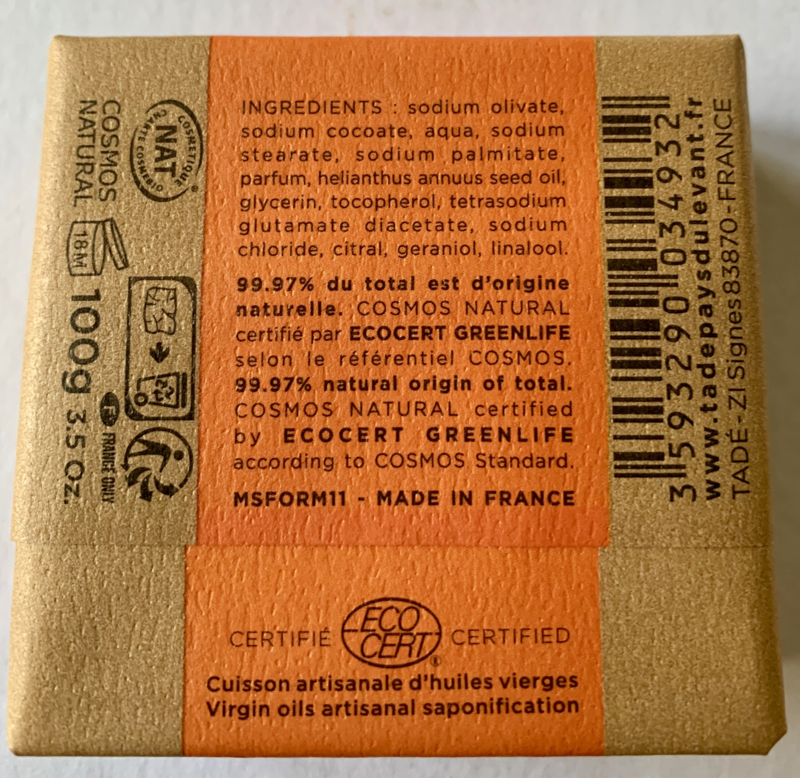 INGREDIENTS : sodium olivate,
sodium cocoate, aqua, sodium
stearate, sodium palmitate,
parfum, helianthus annuus seed oil,
glycerin, tocopherol, tetrasodium
glutamate diacetate, sodium
chloride, citral, geraniol, linalool.
99.97% du total est d'origine
naturelle. COSMOS NATURAL
certifié par ECOCERT GREENLIFE
selon le référentiel COSMOS.
99.97% natural origin of total.
COSMOS NATURAL certified
by ECOCERT GREENLIFE
according to COSMOS Standard.
MSFORM11 - MADE IN FRANCE
CERTIFIÉ ECO CERT® CERTIFIED
Cuisson artisanale d'huiles vierges
Virgin oils artisanal saponification
COSMOS
NATURAL
COSMETIQUE
NAT
CHARTE COSMEBIO
®
18M
100g 3.5 Oz.
FR FRANCE ONLY
3 593290 034932
www.tadepaysdulevant.fr
TADÉ - ZI Signes 83870 - FRANCE